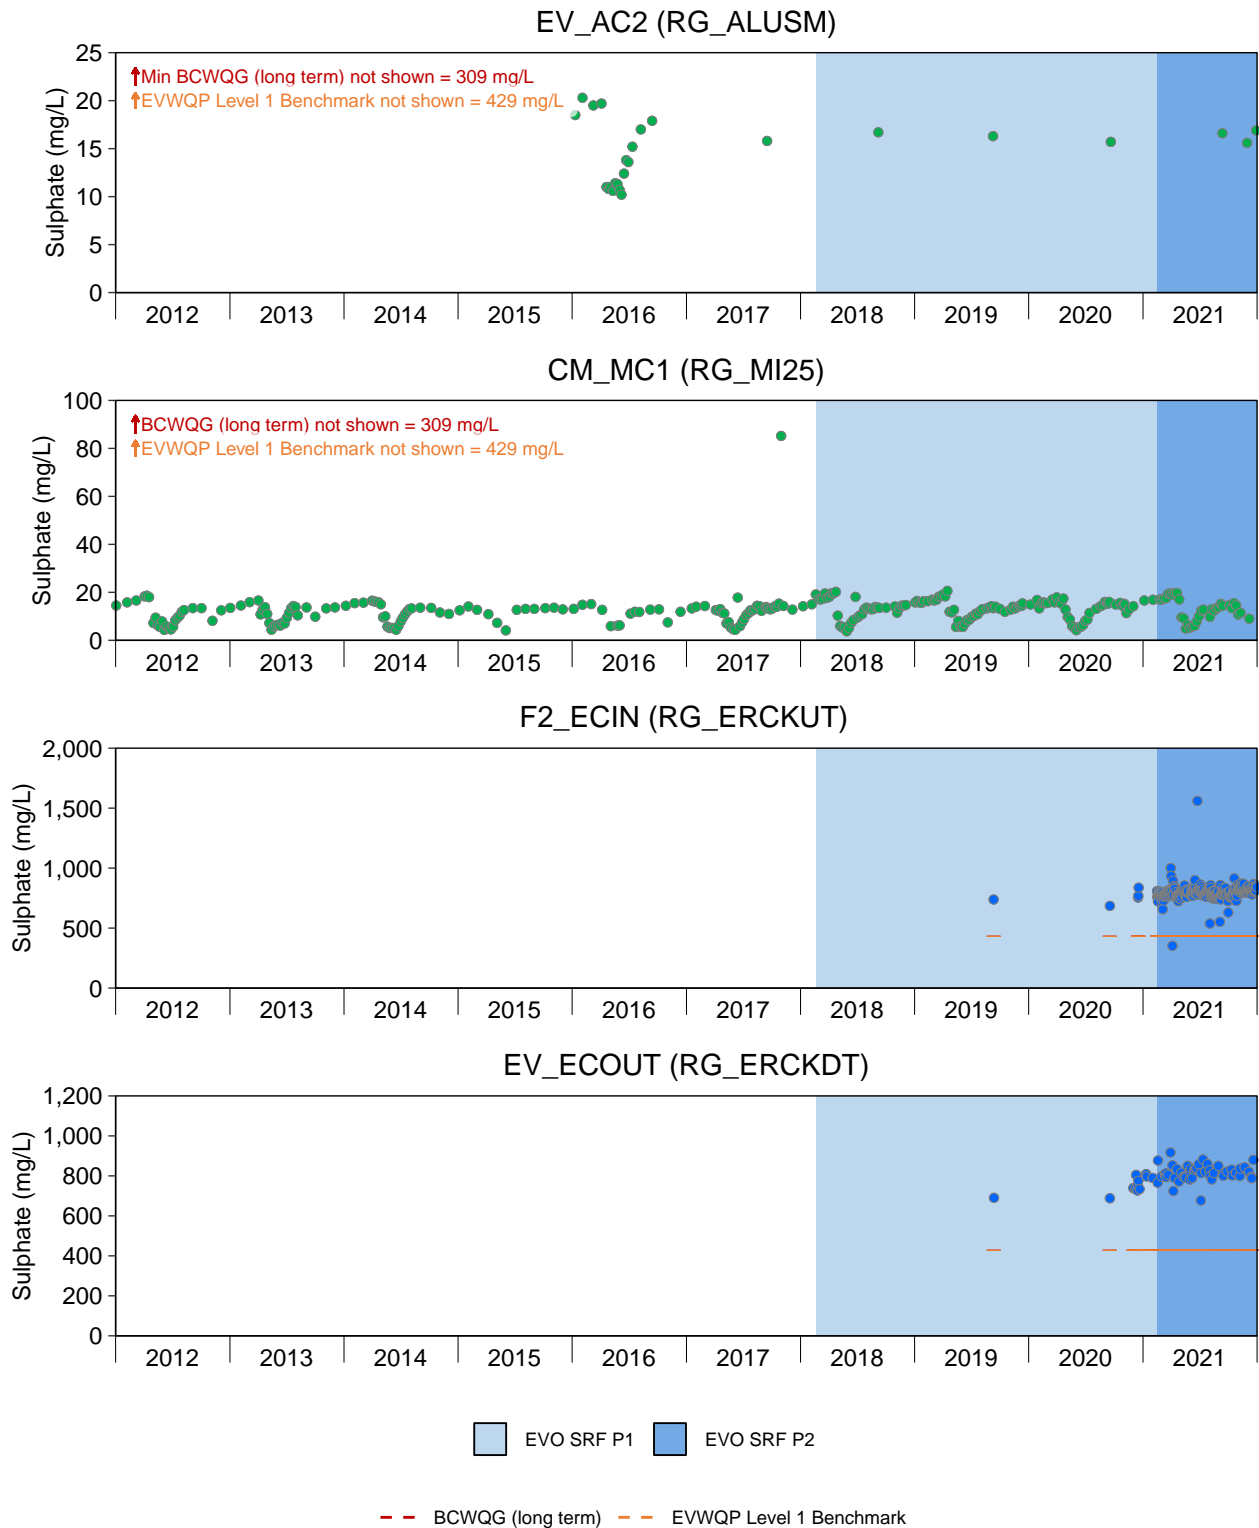 EV_AC2 (RG_ALUSM)
Sulphate (mg/L)
25
20
15
10
5
0
↑Min BCWQG (long term) not shown = 309 mg/L
↑EVWQP Level 1 Benchmark not shown = 429 mg/L
2012 2013 2014 2015 2016 2017 2018 2019 2020 2021
CM_MC1 (RG_MI25)
Sulphate (mg/L)
100
80
60
40
20
0
↑BCWQG (long term) not shown = 309 mg/L
↑EVWQP Level 1 Benchmark not shown = 429 mg/L
2012 2013 2014 2015 2016 2017 2018 2019 2020 2021
F2_ECIN (RG_ERCKUT)
Sulphate (mg/L)
2,000
1,500
1,000
500
0
2012 2013 2014 2015 2016 2017 2018 2019 2020 2021
EV_ECOUT (RG_ERCKDT)
Sulphate (mg/L)
1,200
1,000
800
600
400
200
0
2012 2013 2014 2015 2016 2017 2018 2019 2020 2021
EVO SRF P1 EVO SRF P2
BCWQG (long term) EVWQP Level 1 Benchmark